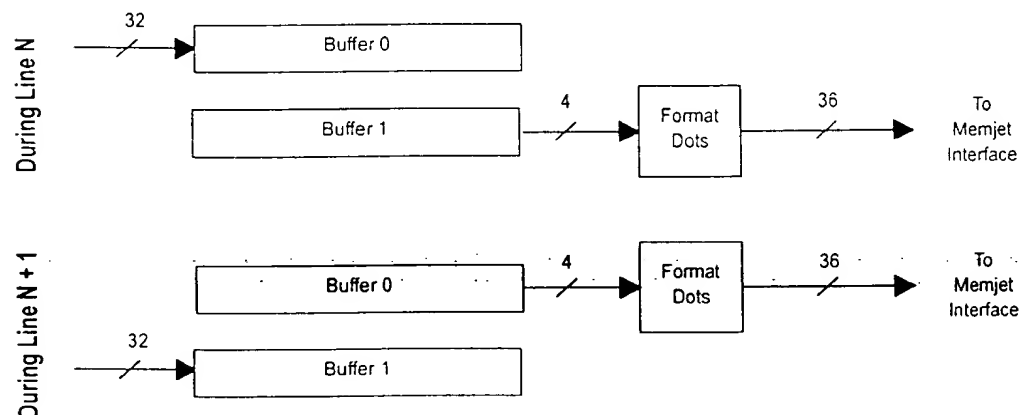 During Line N
32
Buffer 0
Buffer 1
4
Format
Dots
36
To
Memjet
Interface
During Line N + 1
Buffer 0
4
Format
Dots
36
To
Memjet
Interface
32
Buffer 1